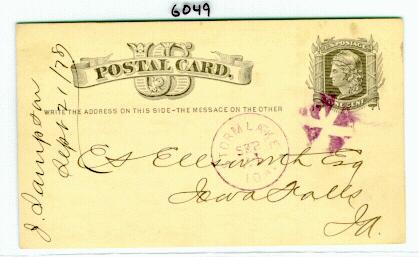 6049
U.S. POSTAGE
ONE CENT
US
POSTAL CARD.
WRITE THE ADDRESS ON THIS SIDE - THE MESSAGE ON THE OTHER
J. Sampson
Sept 21/78
STORM LAKE
SEP
IOA.
E S Ellsworth Esq
Iowa Falls
Ia.